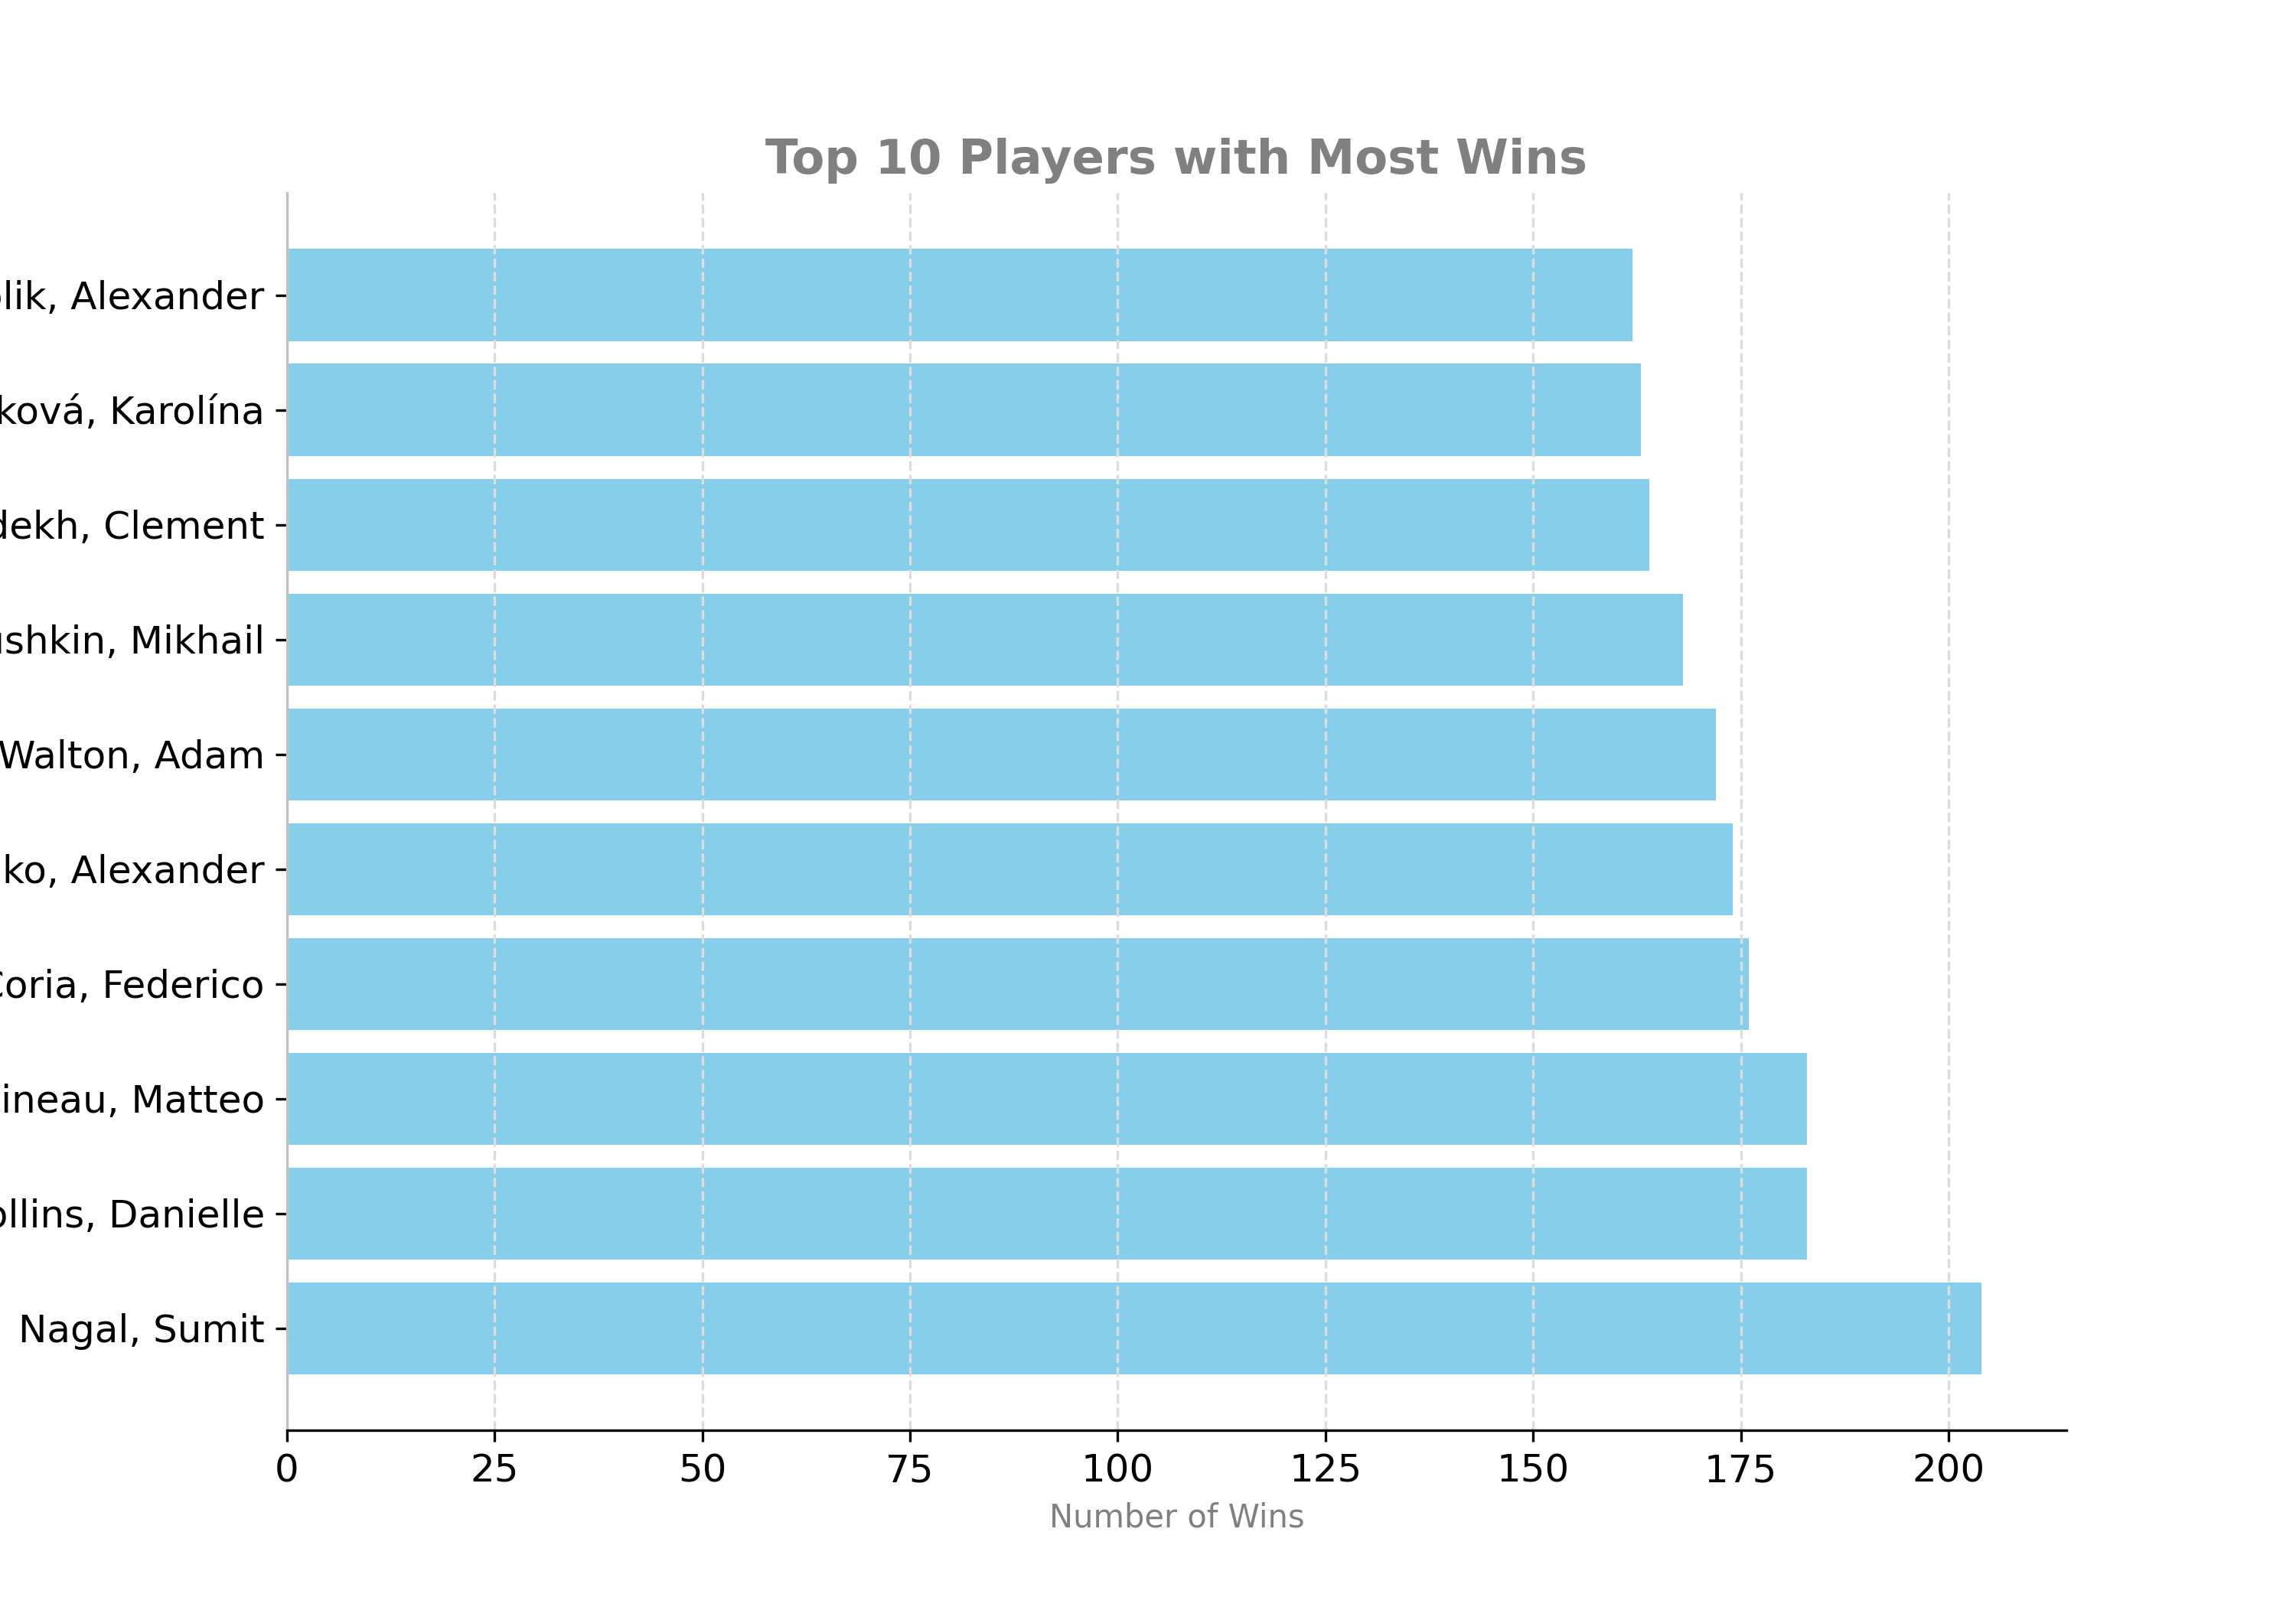 Top 10 Players with Most Wins
lik, Alexander
ková, Karolína
dekh, Clement
shkin, Mikhail
Walton, Adam
ko, Alexander
Coria, Federico
ineau, Matteo
ollins, Danielle
Nagal, Sumit
0 25 50 75 100 125 150 175 200
Number of Wins